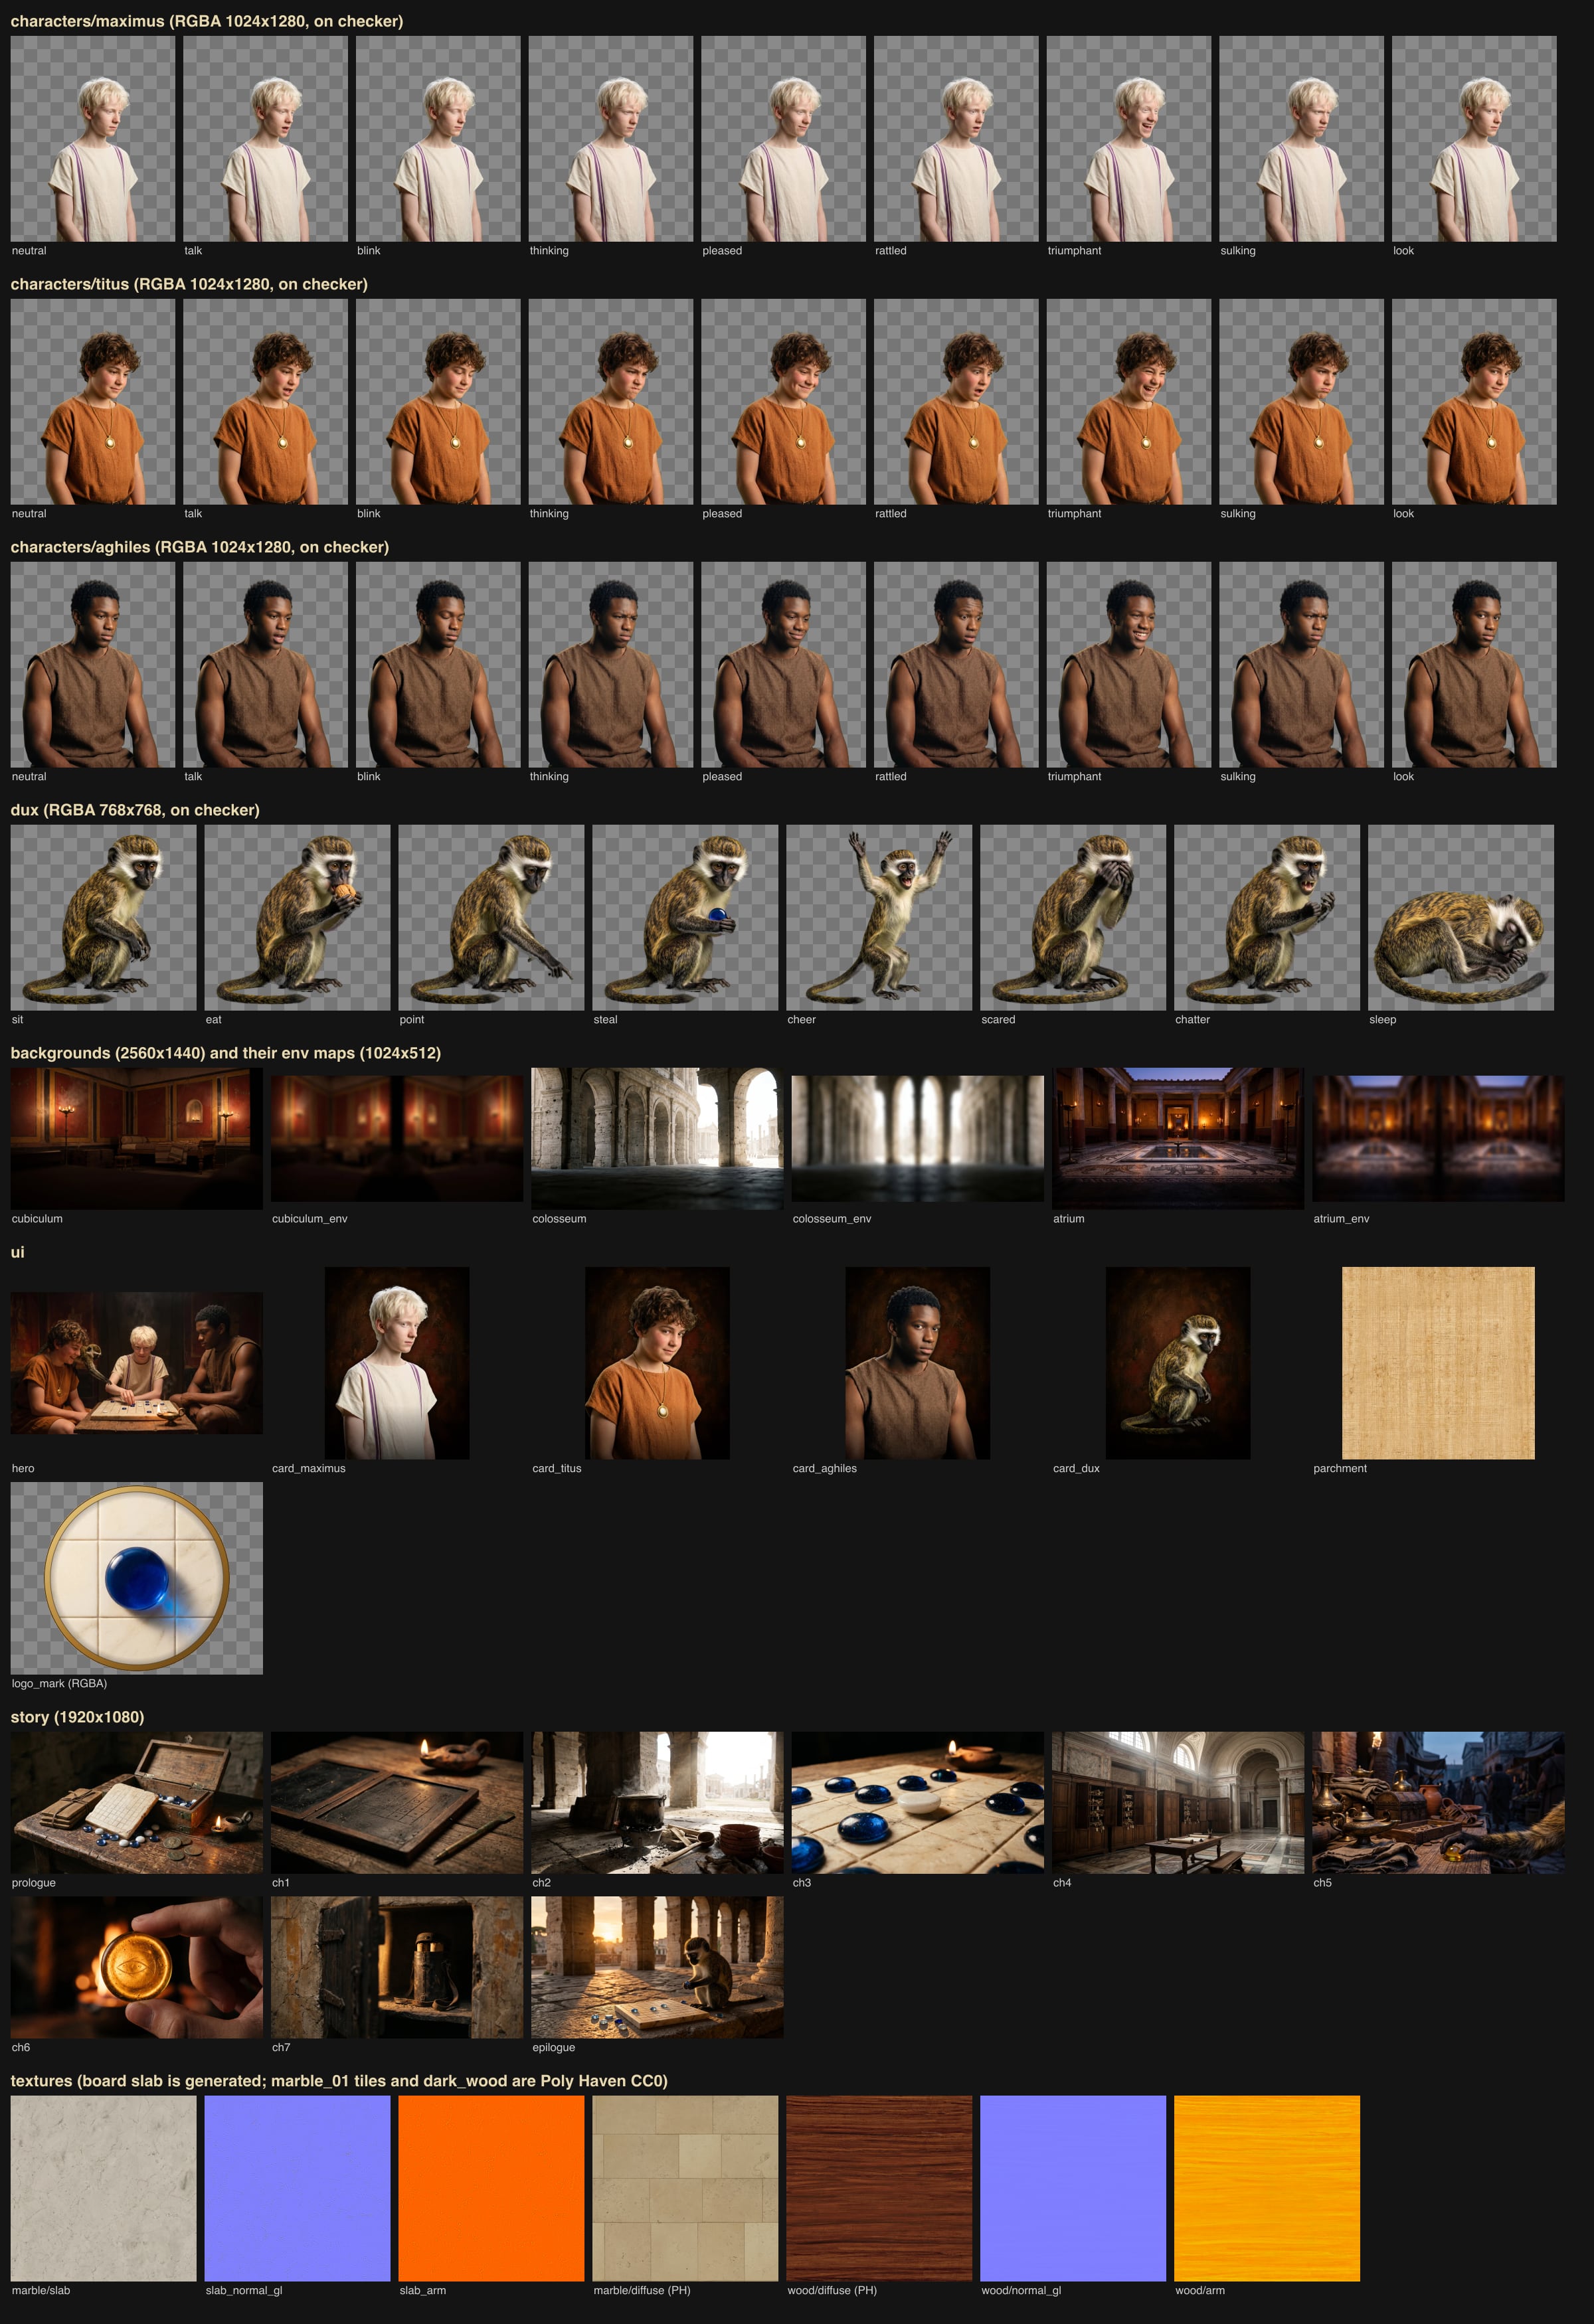 characters/maximus (RGBA 1024x1280, on checker)
neutral talk blink thinking pleased rattled triumphant sulking look
characters/titus (RGBA 1024x1280, on checker)
neutral talk blink thinking pleased rattled triumphant sulking look
characters/aghiles (RGBA 1024x1280, on checker)
neutral talk blink thinking pleased rattled triumphant sulking look
dux (RGBA 768x768, on checker)
sit eat point steal cheer scared chatter sleep
backgrounds (2560x1440) and their env maps (1024x512)
cubiculum cubiculum_env colosseum colosseum_env atrium atrium_env
ui
hero card_maximus card_titus card_aghiles card_dux parchment
logo_mark (RGBA)
story (1920x1080)
prologue ch1 ch2 ch3 ch4 ch5
ch6 ch7 epilogue
textures (board slab is generated; marble_01 tiles and dark_wood are Poly Haven CC0)
marble/slab slab_normal_gl slab_arm marble/diffuse (PH) wood/diffuse (PH) wood/normal_gl wood/arm